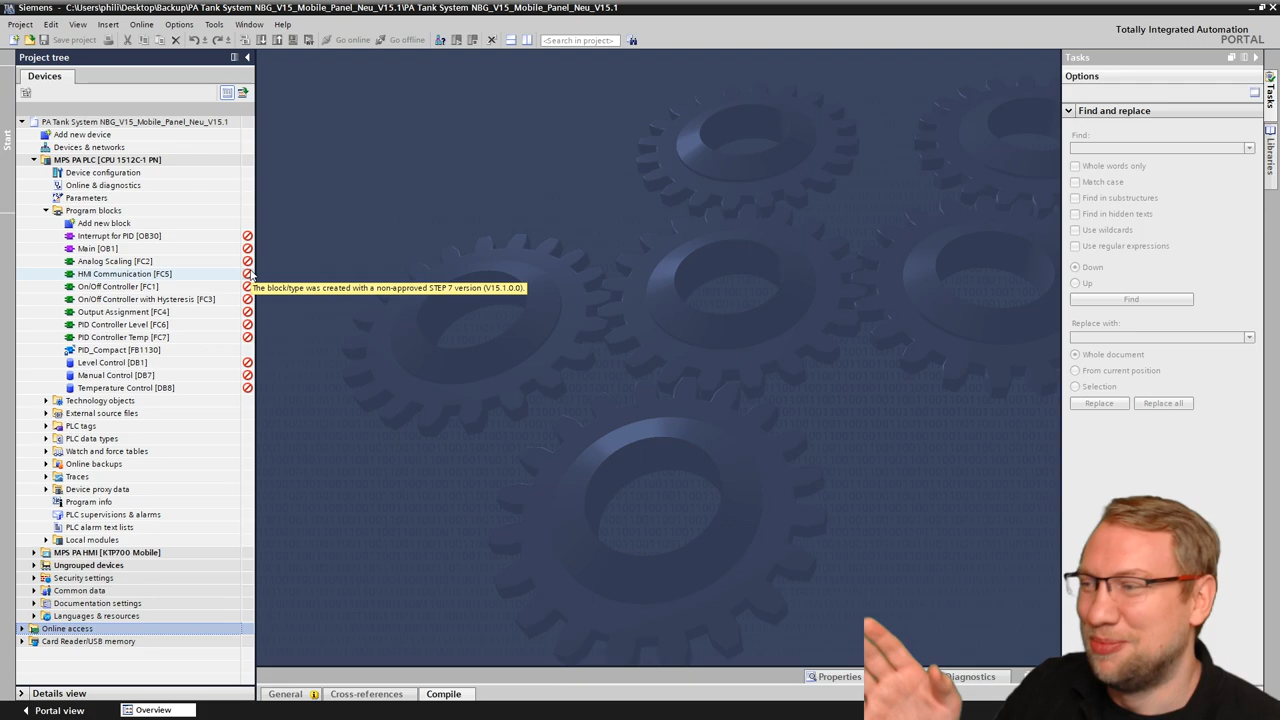 Siemens - C:\Users\phili\Desktop\Backup\PA Tank System NBG_V15_Mobile_Panel_Neu_V15.1\PA Tank System NBG_V15_Mobile_Panel_Neu_V15.1
Project Edit View Insert Online Options Tools Window Help
Totally Integrated Automation
PORTAL
Save project Go online Go offline <Search in project>
Project tree
Devices
PA Tank System NBG_V15_Mobile_Panel_Neu_V15.1
Add new device
Devices & networks
MPS PA PLC [CPU 1512C-1 PN]
Device configuration
Online & diagnostics
Parameters
Program blocks
Add new block
Interrupt for PID [OB30]
Main [OB1]
Analog Scaling [FC2]
HMI Communication [FC5]
On/Off Controller [FC1]
The block/type was created with a non-approved STEP 7 version (V15.1.0.0).
On/Off Controller with Hysteresis [FC3]
Output Assignment [FC4]
PID Controller Level [FC6]
PID Controller Temp [FC7]
PID_Compact [FB1130]
Level Control [DB1]
Manual Control [DB7]
Temperature Control [DB8]
Technology objects
External source files
PLC tags
PLC data types
Watch and force tables
Online backups
Traces
Device proxy data
Program info
PLC supervisions & alarms
PLC alarm text lists
Local modules
MPS PA HMI [KTP700 Mobile]
Ungrouped devices
Security settings
Common data
Documentation settings
Languages & resources
Online access
Card Reader/USB memory
Details view
Start
Properties
General Cross-references Compile
Portal view Overview
Tasks
Options
Find and replace
Find:
Whole words only
Match case
Find in substructures
Find in hidden texts
Use wildcards
Use regular expressions
Down
Up
Find
Replace with:
Whole document
From current position
Selection
Replace Replace all
Tasks
Libraries